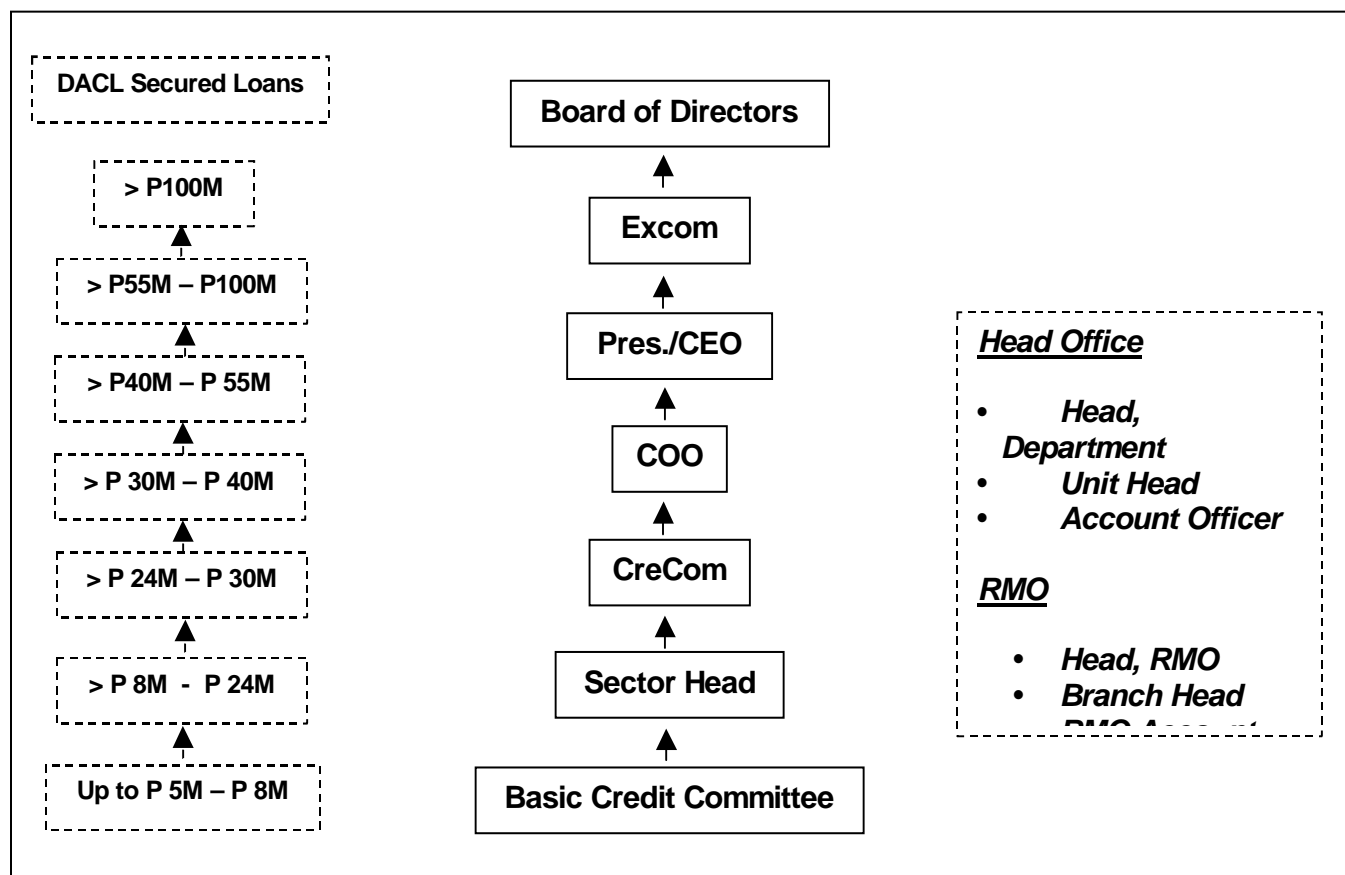 DACL Secured Loans
> P100M
> P55M – P100M
> P40M – P 55M
> P 30M – P 40M
> P 24M – P 30M
> P 8M - P 24M
Up to P 5M – P 8M
Board of Directors
Excom
Pres./CEO
COO
CreCom
Sector Head
Basic Credit Committee
Head Office
• Head,
Department
• Unit Head
• Account Officer
RMO
• Head, RMO
• Branch Head
RMO Account